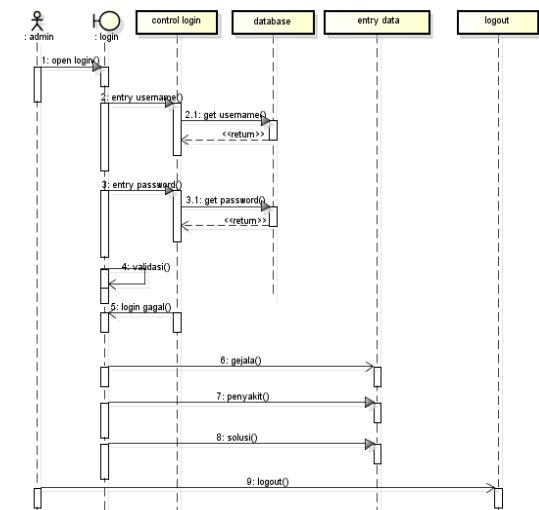 control login
database
entry data
logout
: admin
: login
1: open login()
2: entry username()
2.1: get username()
<<return>>
3: entry password()
3.1: get password()
<<return>>
4: validasi()
5: login gagal()
6: gejala()
7: penyakit()
8: solusi()
9: logout()